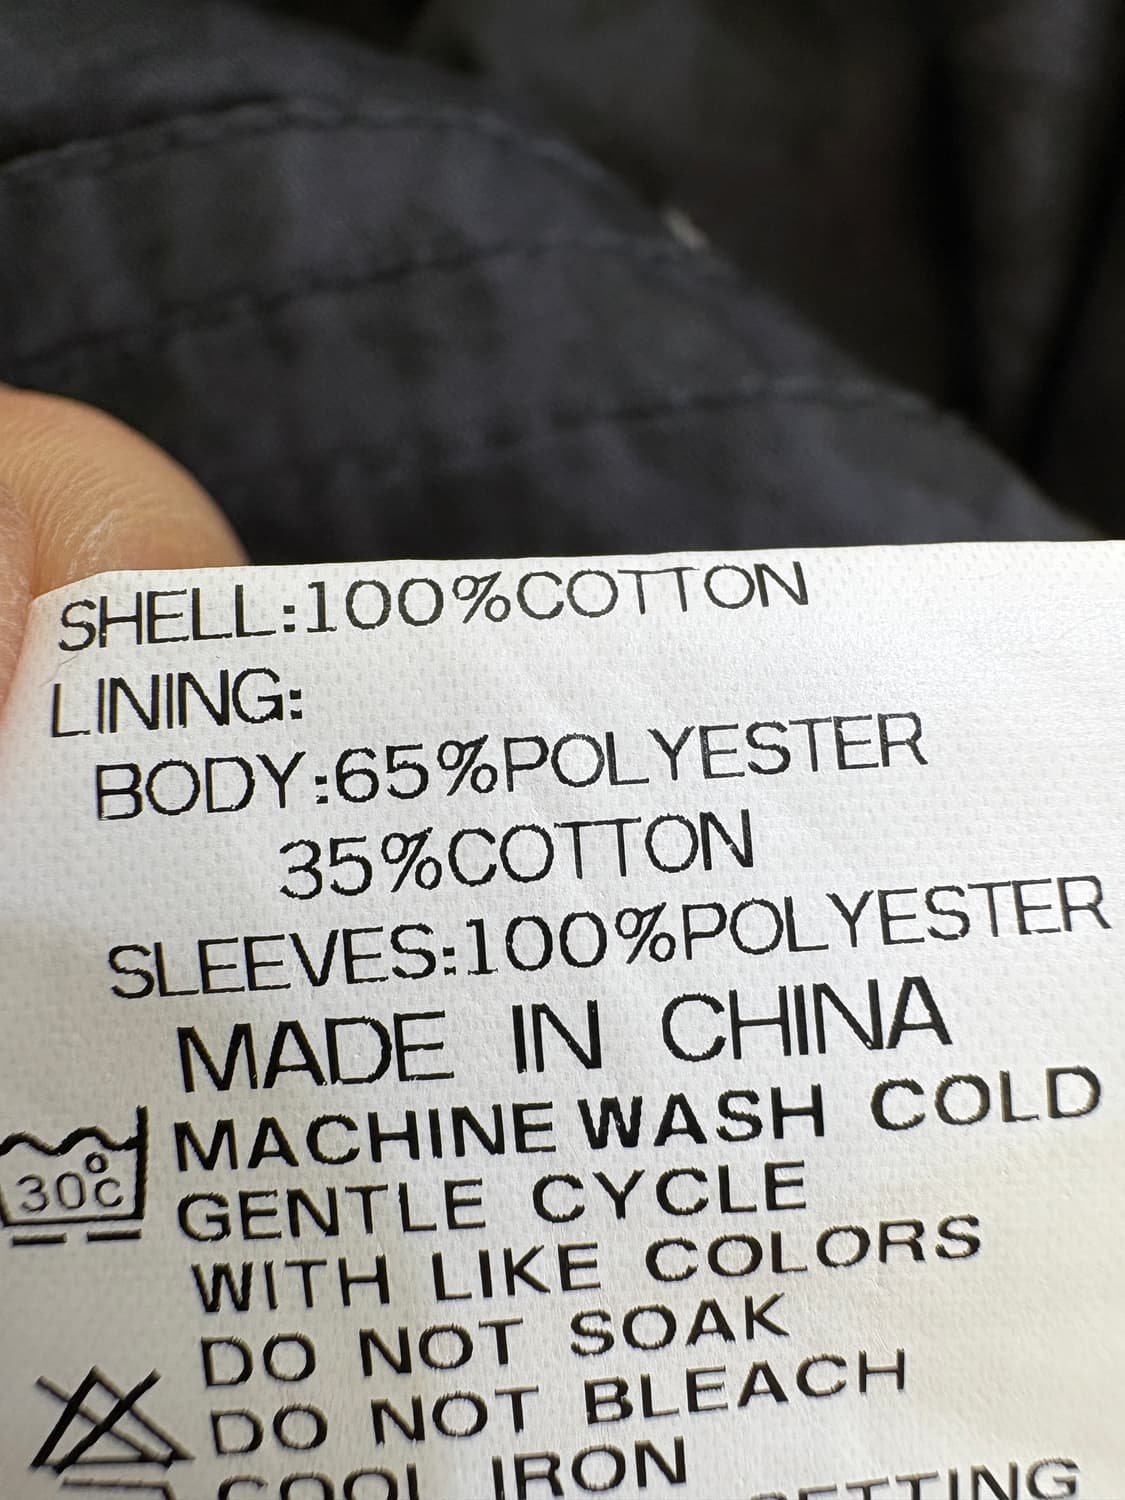 SHELL:100%COTTON
LINING:
BODY:65%POLYESTER
35%COTTON
SLEEVES:100%POLYESTER
MADE IN CHINA
30°C
MACHINE WASH COLD
GENTLE CYCLE
WITH LIKE COLORS
DO NOT SOAK
DO NOT BLEACH
COOL IRON